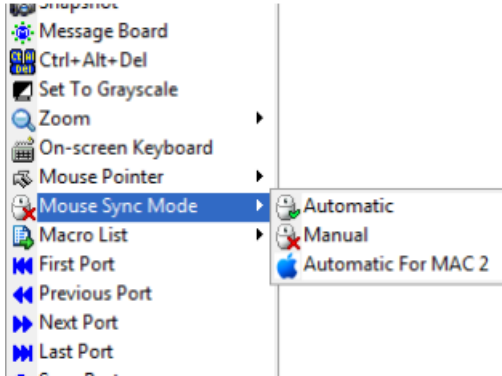 Snapshot
Message Board
Ctrl+Alt+Del
Set To Grayscale
Zoom
On-screen Keyboard
Mouse Pointer
Mouse Sync Mode
Automatic
Macro List
Manual
First Port
Automatic For MAC 2
Previous Port
Next Port
Last Port